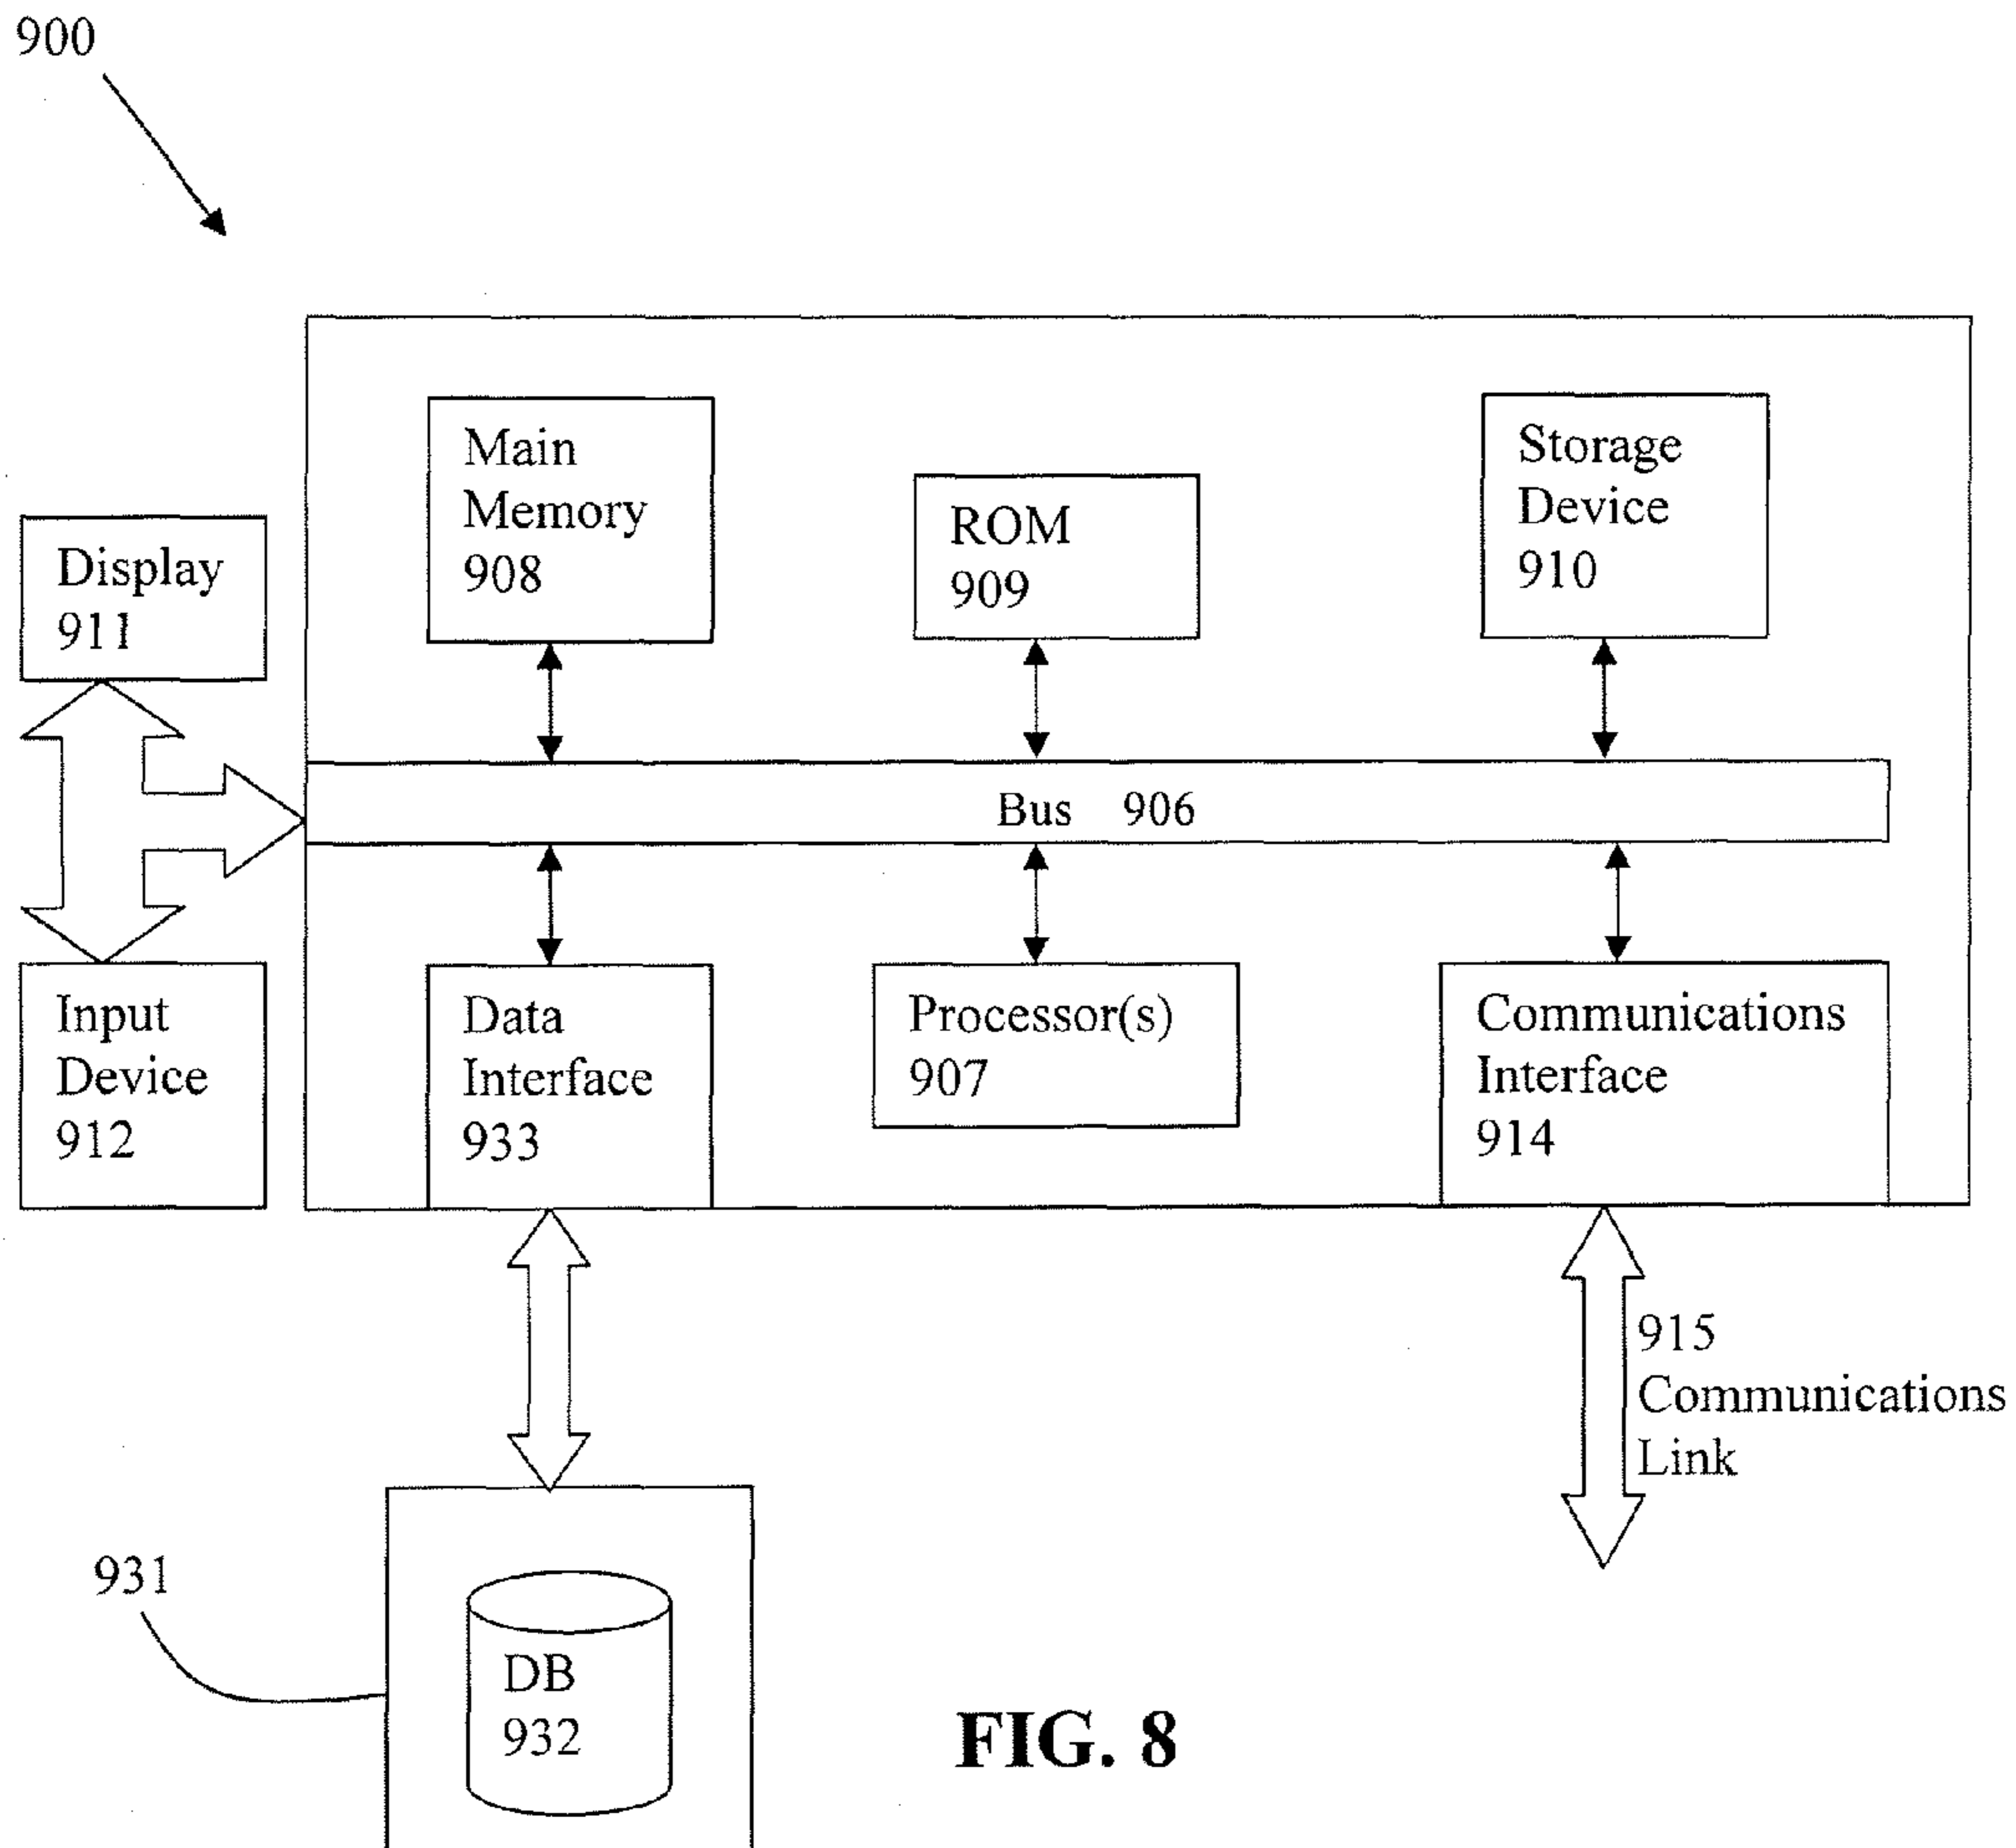 900
Main
Memory
908
ROM
909
Storage
Device
910
Display
911
Bus 906
Input
Device
912
Data
Interface
933
Processor(s)
907
Communications
Interface
914
915
Communications
Link
931
DB
932
FIG. 8